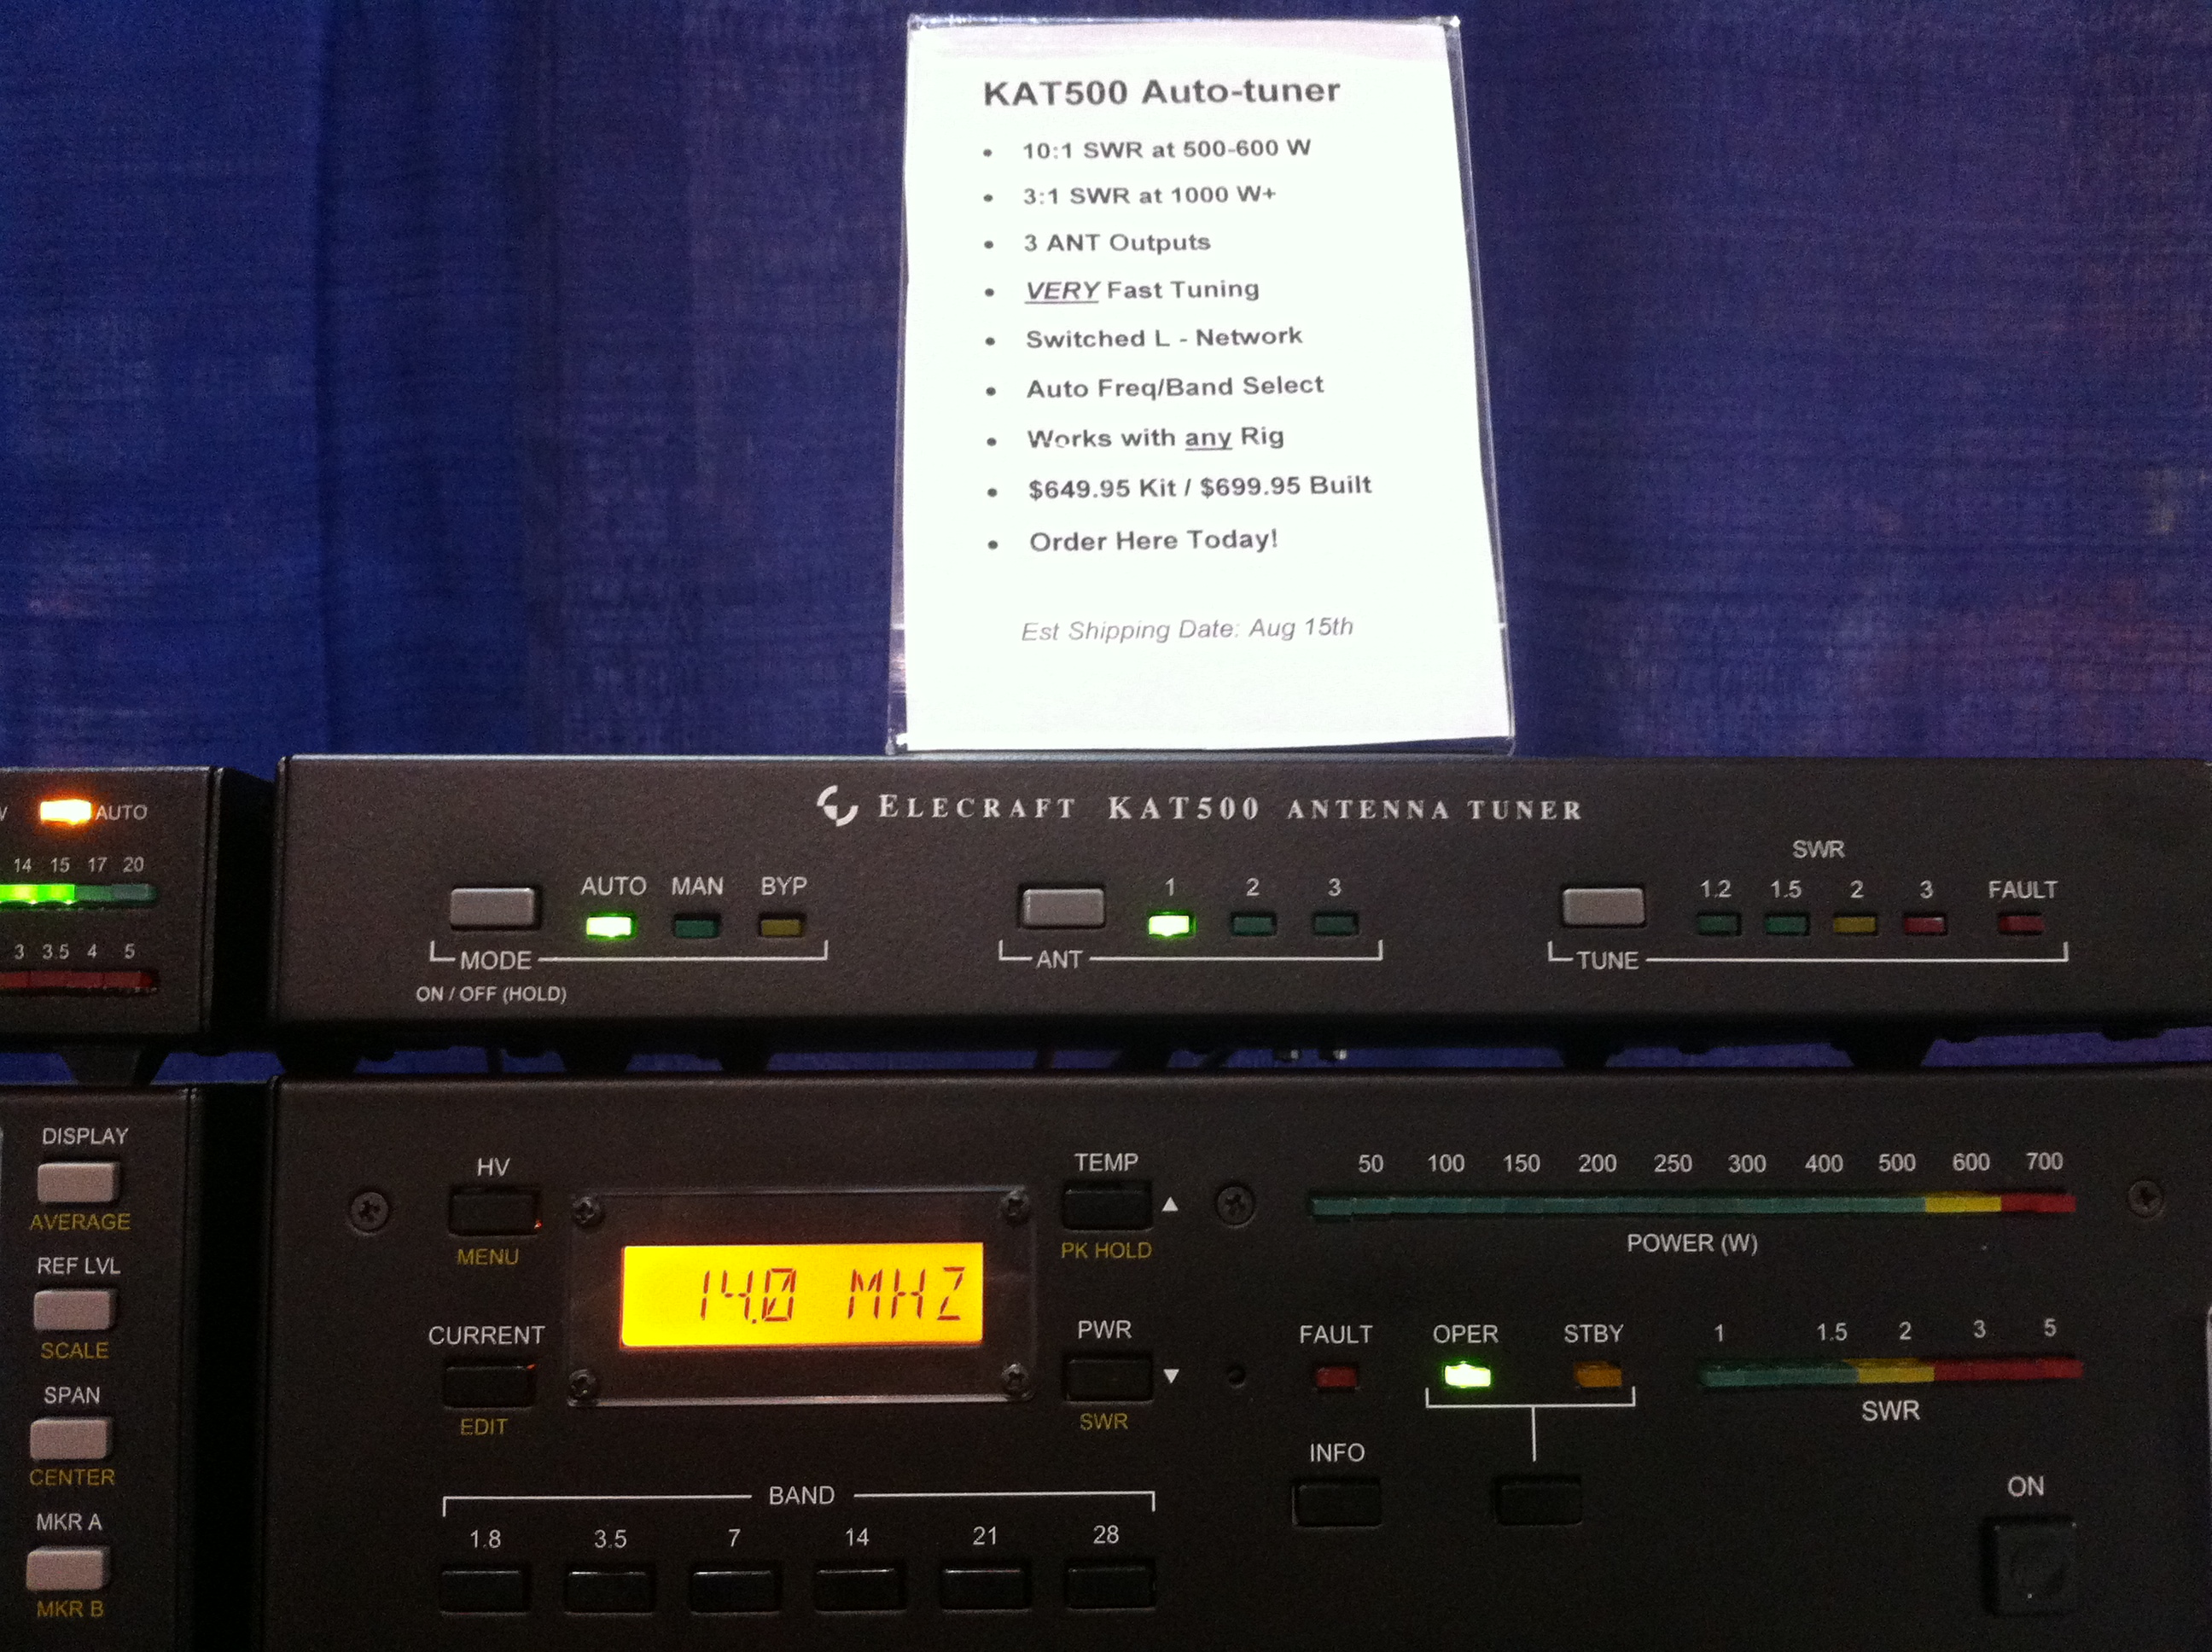 KAT500 Auto-tuner
• 10:1 SWR at 500-600 W
• 3:1 SWR at 1000 W+
• 3 ANT Outputs
• VERY Fast Tuning
• Switched L - Network
• Auto Freq/Band Select
• Works with any Rig
• $649.95 Kit / $699.95 Built
• Order Here Today!
Est Shipping Date: Aug 15th
AUTO
14 15 17 20
3 3.5 4 5
ELECRAFT KAT500 ANTENNA TUNER
SWR
AUTO MAN BYP
1 2 3
1.2 1.5 2 3 FAULT
MODE
ANT
TUNE
ON / OFF (HOLD)
DISPLAY
AVERAGE
REF LVL
SCALE
SPAN
CENTER
MKR A
MKR B
HV
MENU
CURRENT
EDIT
14.0 MHZ
TEMP
PK HOLD
PWR
SWR
50 100 150 200 250 300 400 500 600 700
POWER (W)
FAULT OPER STBY
1 1.5 2 3 5
SWR
INFO
ON
BAND
1.8 3.5 7 14 21 28